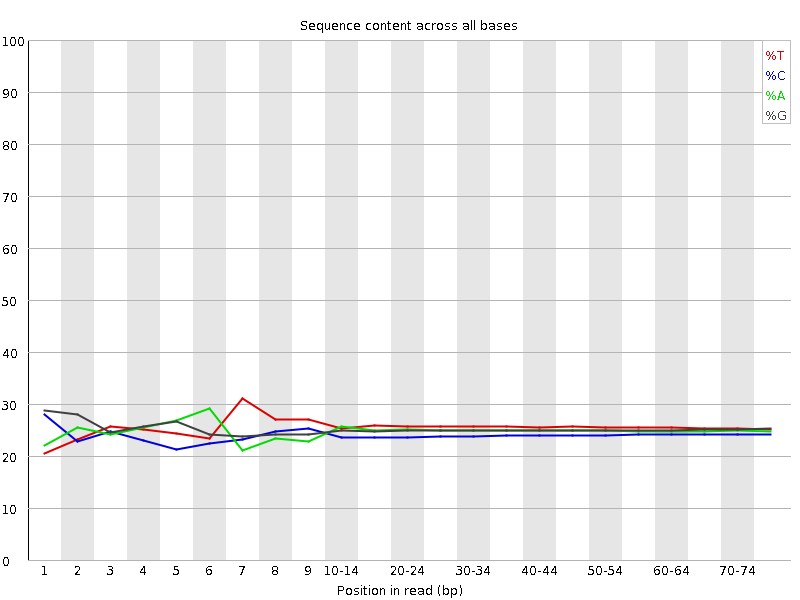 Sequence content across all bases
%T
%C
%A
%G
100
90
80
70
60
50
40
30
20
10
0
1 2 3 4 5 6 7 8 9 10-14 20-24 30-34 40-44 50-54 60-64 70-74
Position in read (bp)